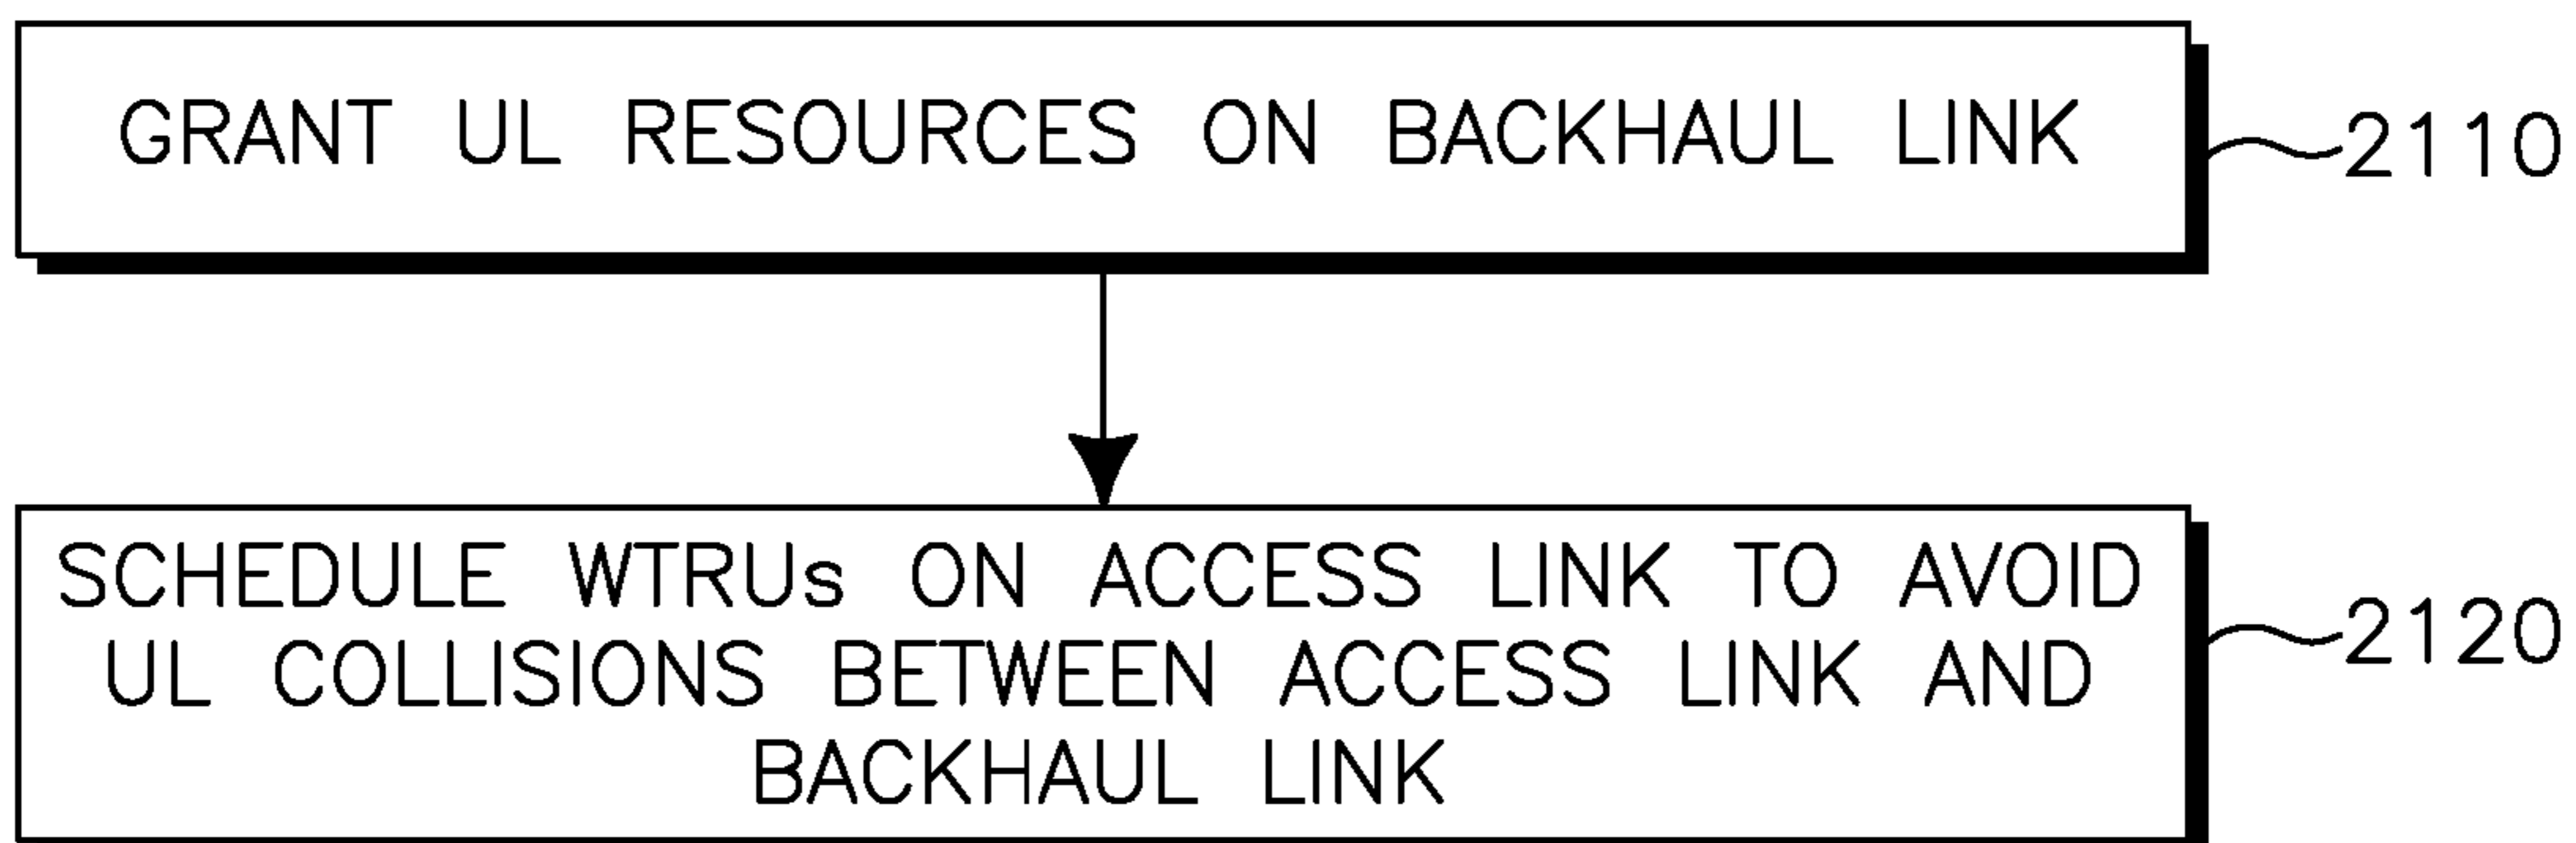 GRANT UL RESOURCES ON BACKHAUL LINK
2110
SCHEDULE WTRUs ON ACCESS LINK TO AVOID
UL COLLISIONS BETWEEN ACCESS LINK AND
BACKHAUL LINK
2120